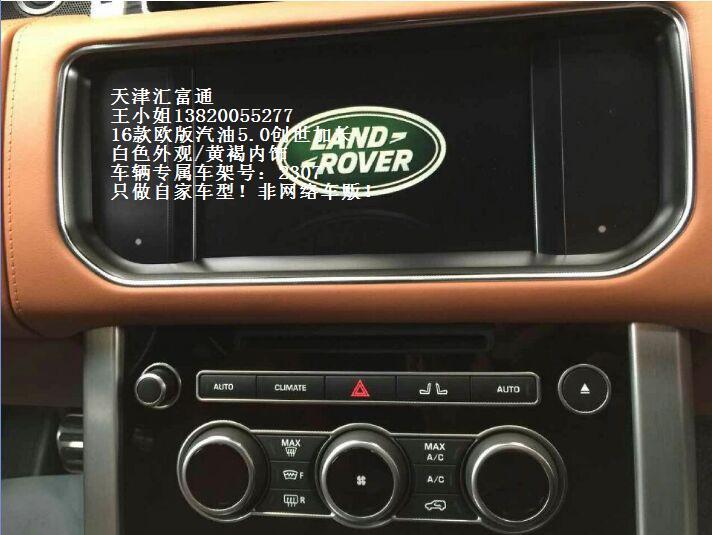 天津汇富通
王小姐13820055277
16款欧版汽油5.0创世加长
白色外观/黄褐内饰
车辆专属车架号：2307
只做自家车型！非网络车贩！
LAND
ROVER
AUTO
CLIMATE
AUTO
MAX
F
R
MAX
A/C
A/C